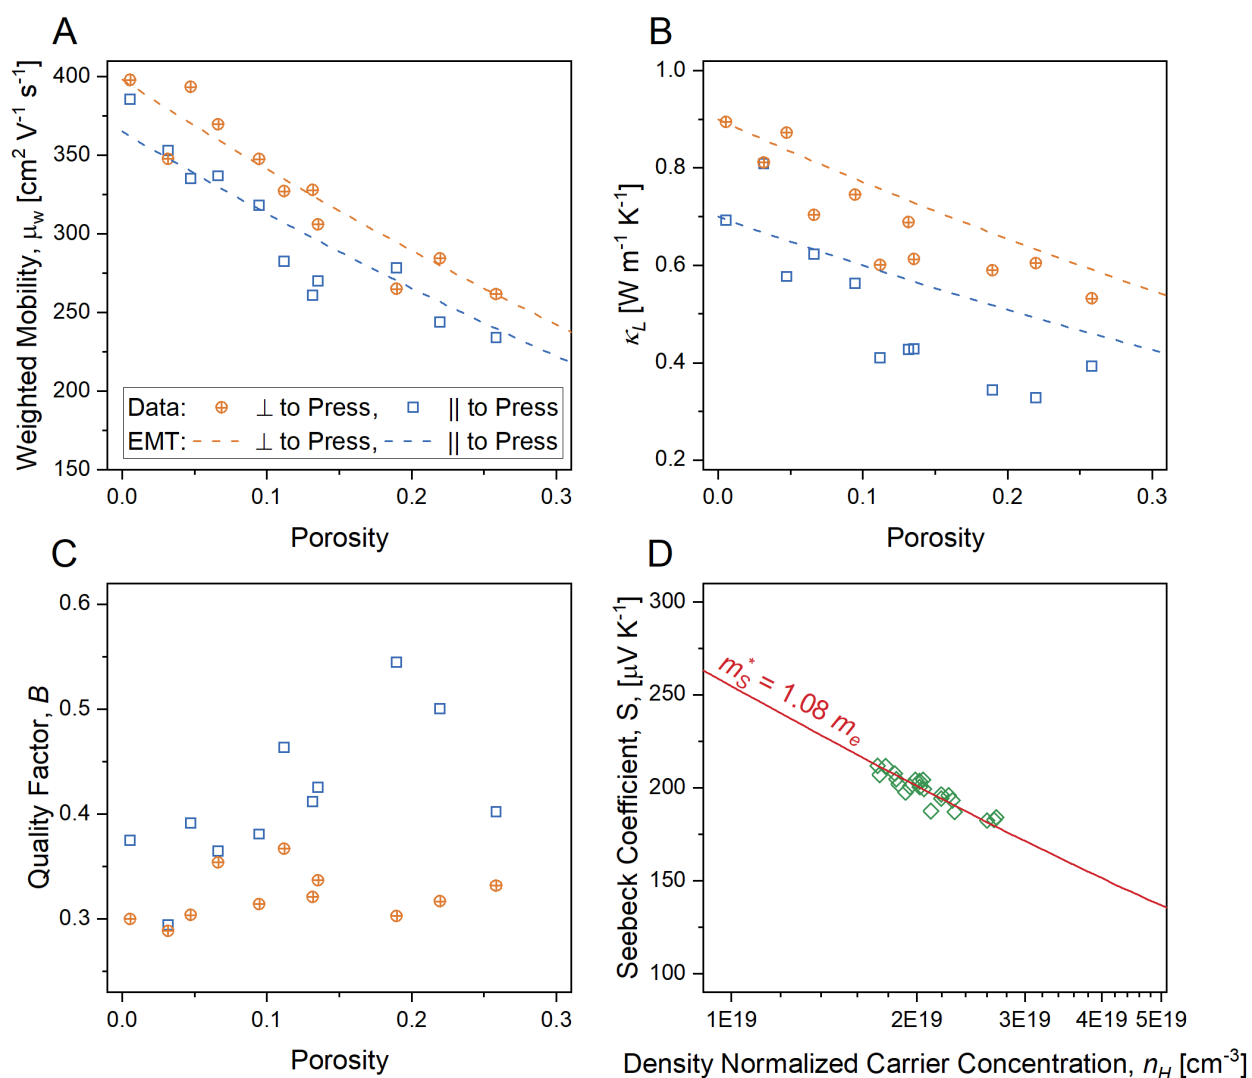 A
Weighted Mobility, μw [cm² V⁻¹ s⁻¹]
400
350
300
250
200
150
Data: ⊥ to Press, || to Press
EMT: ⊥ to Press, || to Press
0.0 0.1 0.2 0.3
Porosity
B
κL [W m⁻¹ K⁻¹]
1.0
0.8
0.6
0.4
0.2
0.0 0.1 0.2 0.3
Porosity
C
Quality Factor, B
0.6
0.5
0.4
0.3
0.0 0.1 0.2 0.3
Porosity
D
Seebeck Coefficient, S, [μV K⁻¹]
300
250
200
150
100
m*S = 1.08 me
1E19 2E19 3E19 4E19 5E19
Density Normalized Carrier Concentration, nH [cm⁻³]